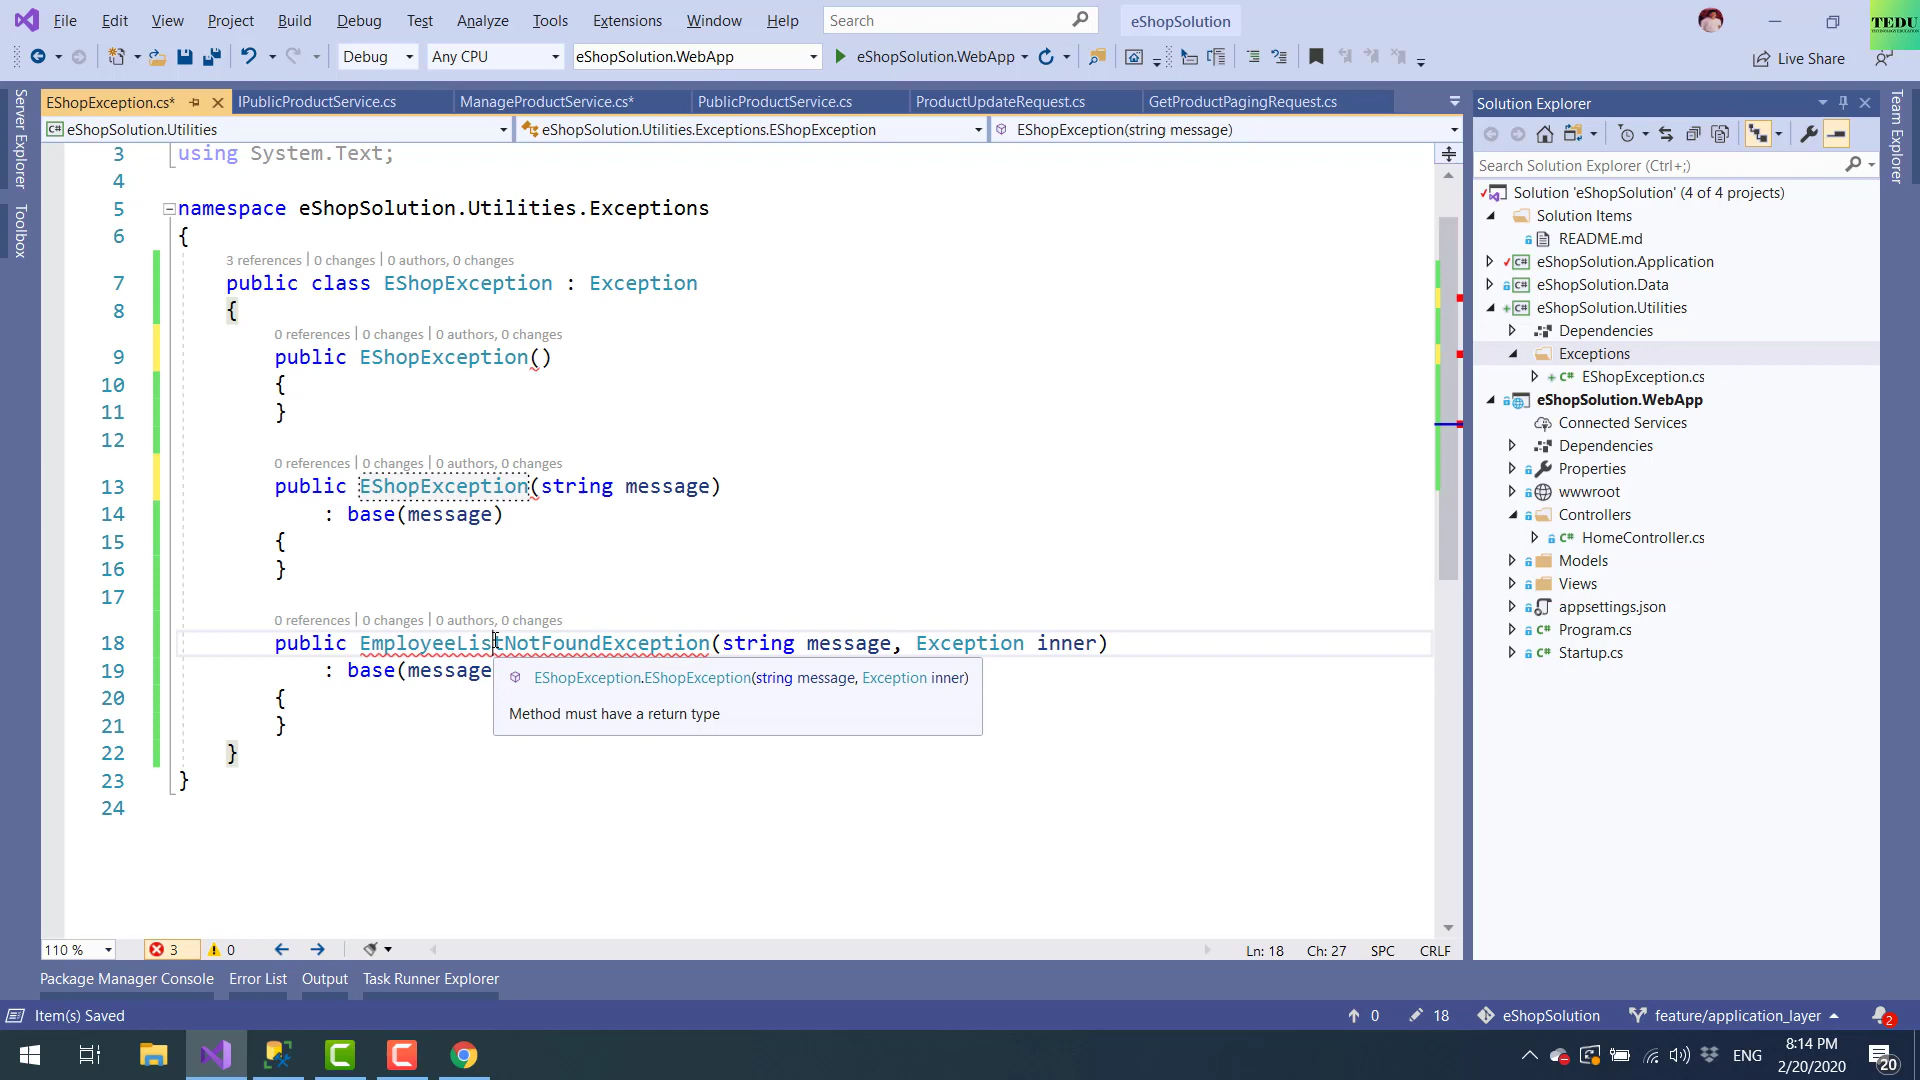 File Edit View Project Build Debug Test Analyze Tools Extensions Window Help Search eShopSolution
TEDU
Debug Any CPU eShopSolution.WebApp eShopSolution.WebApp Live Share
EShopException.cs* IPublicProductService.cs ManageProductService.cs* PublicProductService.cs ProductUpdateRequest.cs GetProductPagingRequest.cs
eShopSolution.Utilities eShopSolution.Utilities.Exceptions.EShopException EShopException(string message)
Server Explorer
Toolbox
3 using System.Text;
4
5 namespace eShopSolution.Utilities.Exceptions
6 {
3 references | 0 changes | 0 authors, 0 changes
7 public class EShopException : Exception
8 {
0 references | 0 changes | 0 authors, 0 changes
9 public EShopException()
10 {
11 }
12
0 references | 0 changes | 0 authors, 0 changes
13 public EShopException(string message)
14 : base(message)
15 {
16 }
17
0 references | 0 changes | 0 authors, 0 changes
18 public EmployeeListNotFoundException(string message, Exception inner)
19 : base(message
EShopException.EShopException(string message, Exception inner)
Method must have a return type
20 {
21 }
22 }
23 }
24
110 % 3 0 Ln: 18 Ch: 27 SPC CRLF
Solution Explorer
Search Solution Explorer (Ctrl+;)
Solution 'eShopSolution' (4 of 4 projects)
Solution Items
README.md
eShopSolution.Application
eShopSolution.Data
eShopSolution.Utilities
Dependencies
Exceptions
C# EShopException.cs
eShopSolution.WebApp
Connected Services
Dependencies
Properties
wwwroot
Controllers
C# HomeController.cs
Models
Views
appsettings.json
C# Program.cs
C# Startup.cs
Team Explorer
Package Manager Console Error List Output Task Runner Explorer
Item(s) Saved 0 18 eShopSolution feature/application_layer 2
ENG 8:14 PM
2/20/2020
20